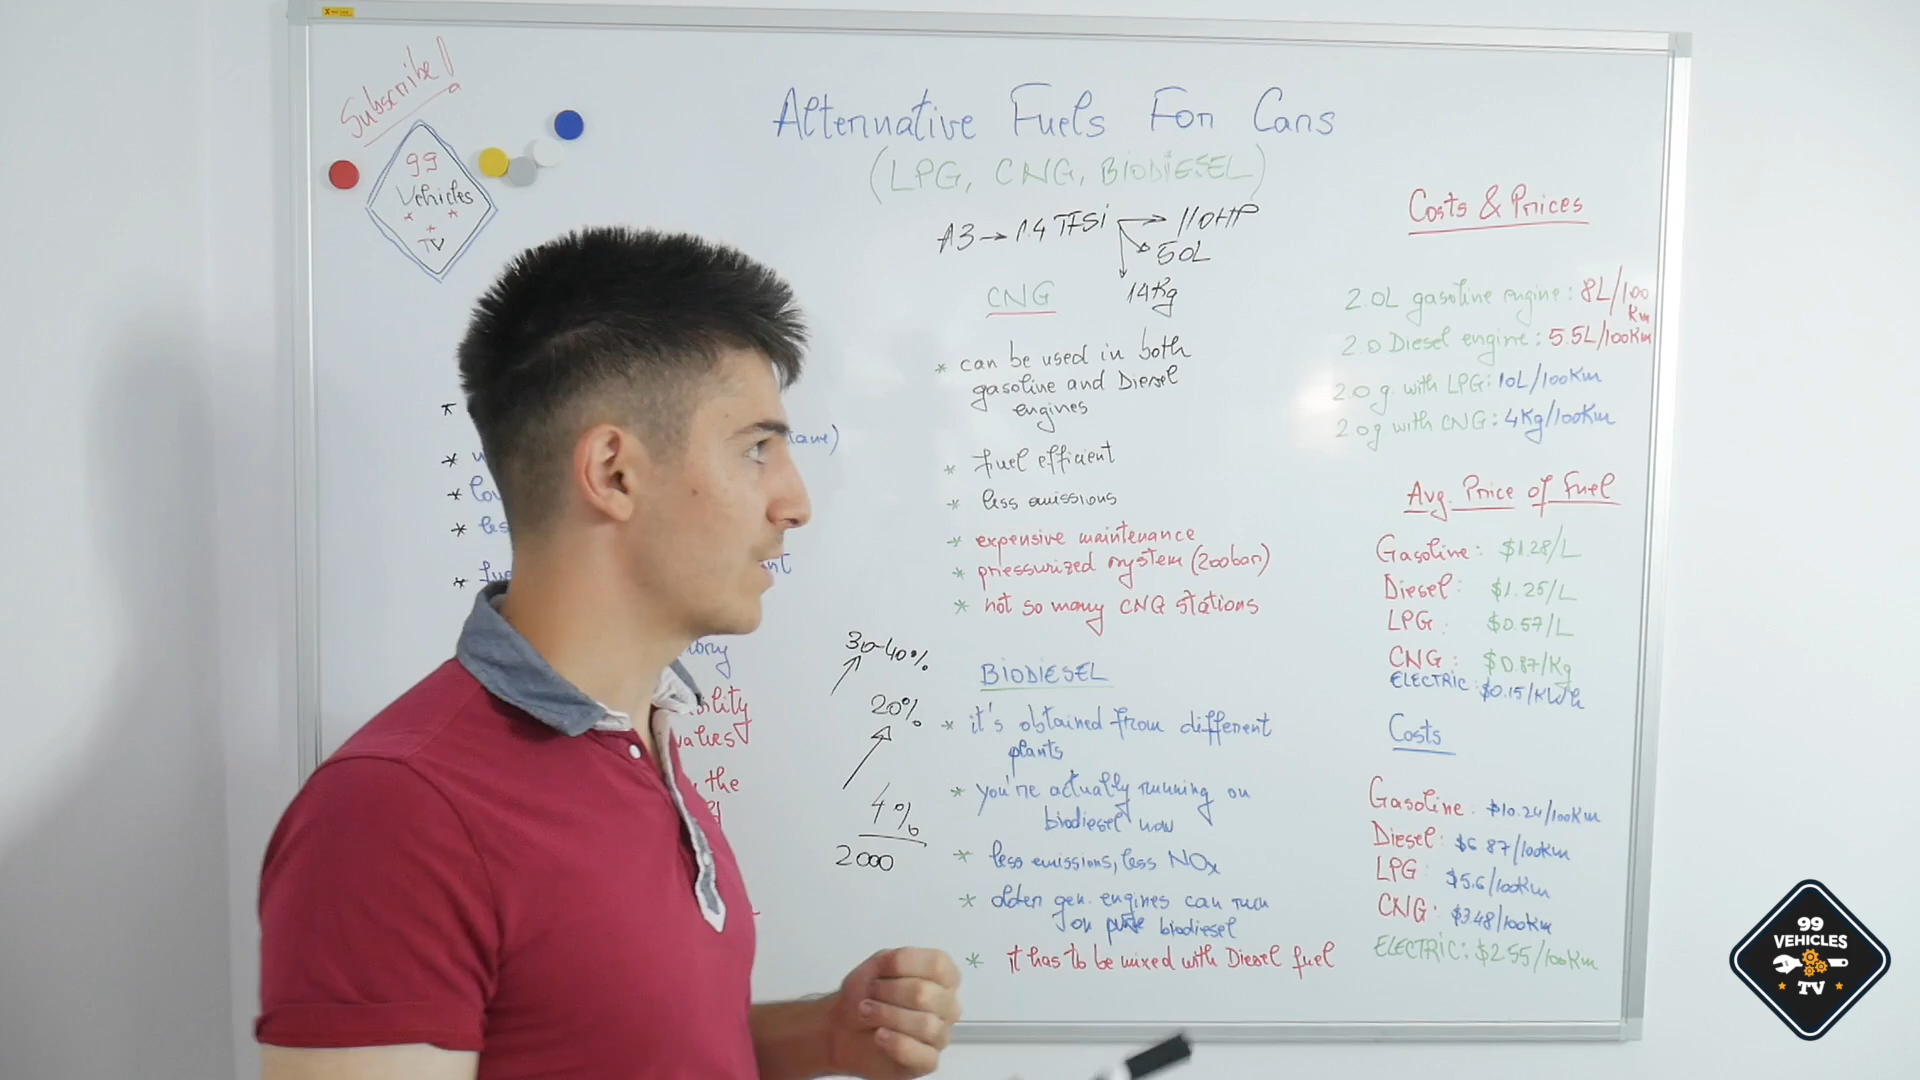 Subscribe!
99
Vehicles
TV
Alternative Fuels For Cars
(LPG, CNG, BIODIESEL)
A3 → 1.4 TFSi → 110HP
50L
14Kg
CNG
* can be used in both
gasoline and Diesel
engines
* fuel efficient
* less emissions
* expensive maintenance
* pressurized system (200bar)
* not so many CNG stations
30-40%
20%
4%
2000
BIODIESEL
* it's obtained from different
plants
* you're actually running on
biodiesel now
* less emissions, less NOx
* older gen. engines can run
on pure biodiesel
* it has to be mixed with Diesel fuel
Costs & Prices
2.0L gasoline engine: 8L/100
Km
2.0 Diesel engine: 5.5L/100Km
2.0 g. with LPG: 10L/100Km
2.0g with CNG: 4Kg/100Km
Avg. Price of Fuel
Gasoline: $1.28/L
Diesel: $1.25/L
LPG: $0.57/L
CNG: $0.87/Kg
ELECTRIC: $0.15/KWh
Costs
Gasoline: $10.24/100Km
Diesel: $6.87/100Km
LPG: $5.6/100Km
CNG: $3.48/100Km
ELECTRIC: $2.55/100Km
the
99
VEHICLES
TV